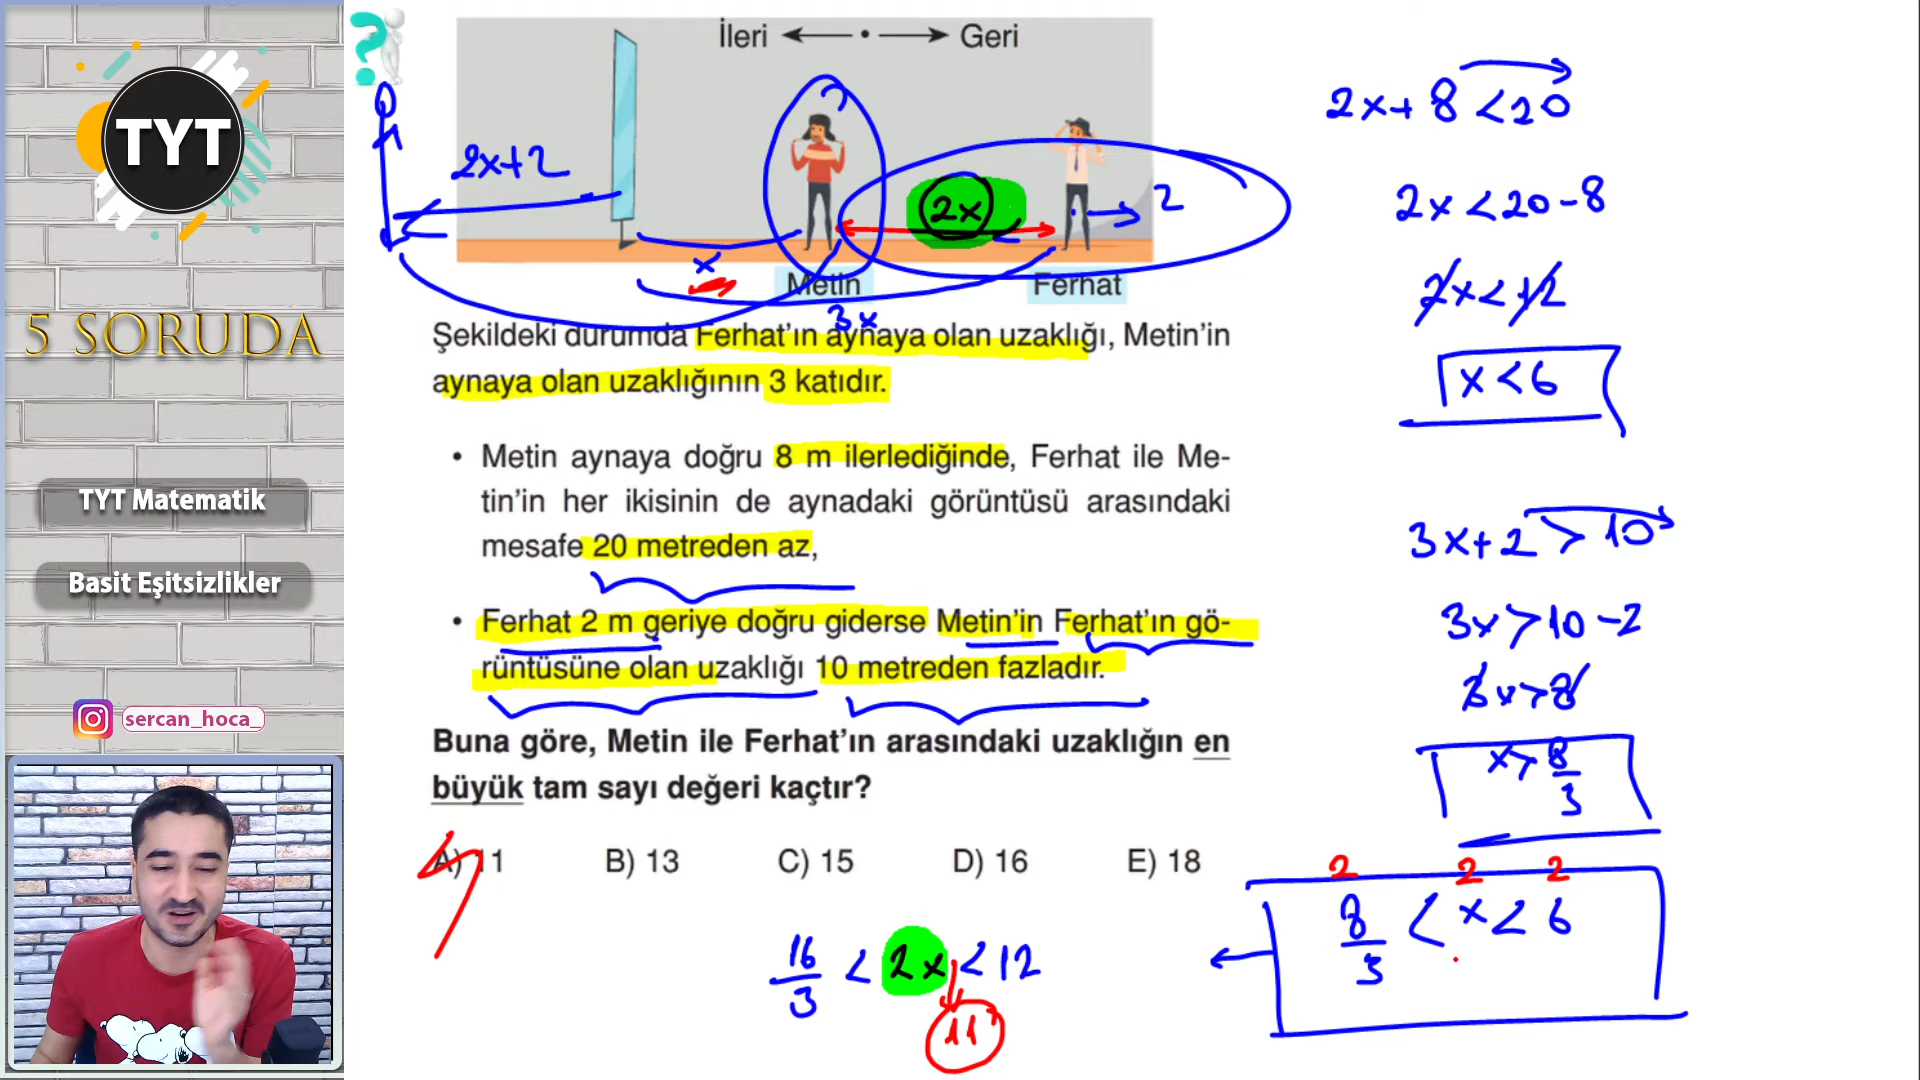 TYT
5 SORUDA
TYT Matematik
Basit Eşitsizlikler
sercan_hoca_
İleri ← • → Geri
2x+2
2x
2
x
Metin
Ferhat
3x
Şekildeki durumda Ferhat'ın aynaya olan uzaklığı, Metin'in
aynaya olan uzaklığının 3 katıdır.
• Metin aynaya doğru 8 m ilerlediğinde, Ferhat ile Me-
tin'in her ikisinin de aynadaki görüntüsü arasındaki
mesafe 20 metreden az,
• Ferhat 2 m geriye doğru giderse Metin'in Ferhat'ın gö-
rüntüsüne olan uzaklığı 10 metreden fazladır.
Buna göre, Metin ile Ferhat'ın arasındaki uzaklığın en
büyük tam sayı değeri kaçtır?
A) 11 B) 13 C) 15 D) 16 E) 18
16/3 < 2x < 12
11
2x+8<20
2x<20-8
2x<12
x<6
3x+2>10
3x>10-2
3x>8
x>8/3
2 2 2
8/3 < x < 6